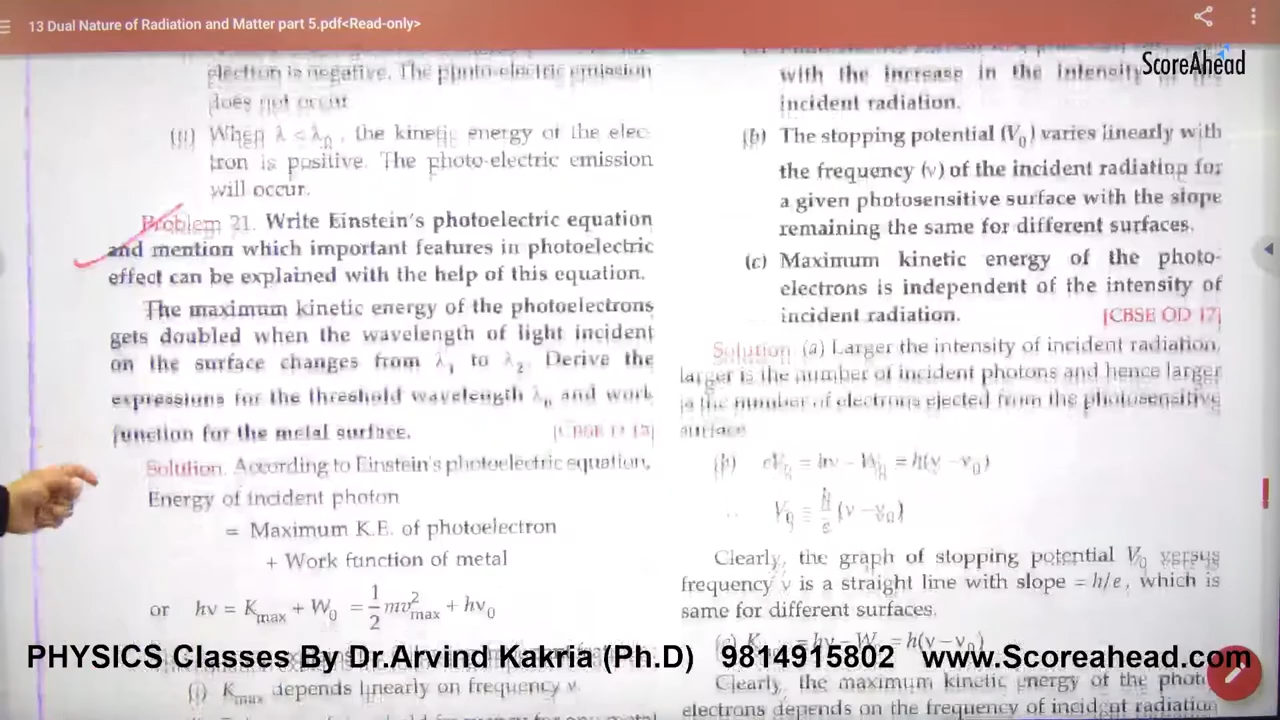 13 Dual Nature of Radiation and Matter part 5.pdf<Read-only>
ScoreAhead
electron is negative. The photo-electric emission
does not occur
(ii) When λ < λ₀, the kinetic energy of the elec-
tron is positive. The photo-electric emission
will occur.
Problem 21. Write Einstein's photoelectric equation
and mention which important features in photoelectric
effect can be explained with the help of this equation.
The maximum kinetic energy of the photoelectrons
gets doubled when the wavelength of light incident
on the surface changes from λ₁ to λ₂. Derive the
expressions for the threshold wavelength λ₀ and work
function for the metal surface.
Solution. According to Einstein's photoelectric equation,
Energy of incident photon
= Maximum K.E. of photoelectron
+ Work function of metal
or hν = Kmax + W₀ = 1/2 mv²max + hν₀
(i) Kmax depends linearly on frequency ν.
with the increase in the intensity
incident radiation.
(b) The stopping potential (V₀) varies linearly with
the frequency (ν) of the incident radiation for
a given photosensitive surface with the slope
remaining the same for different surfaces.
(c) Maximum kinetic energy of the photo-
electrons is independent of the intensity of
incident radiation. [CBSE OD 17]
Solution. (a) Larger the intensity of incident radiation,
larger is the number of incident photons and hence larger
is the number of electrons ejected from the photosensitive
surface
(b) eV₀ = hν − W₀ = h(ν − ν₀)
∴ V₀ = h/e (ν − ν₀)
Clearly, the graph of stopping potential V₀ versus
frequency ν is a straight line with slope = h/e, which is
same for different surfaces.
(c) Kmax = hν − W₀ = h(ν − ν₀)
Clearly, the maximum kinetic energy of the photo-
electrons depends on the frequency of incident radiation
PHYSICS Classes By Dr.Arvind Kakria (Ph.D) 9814915802 www.Scoreahead.com